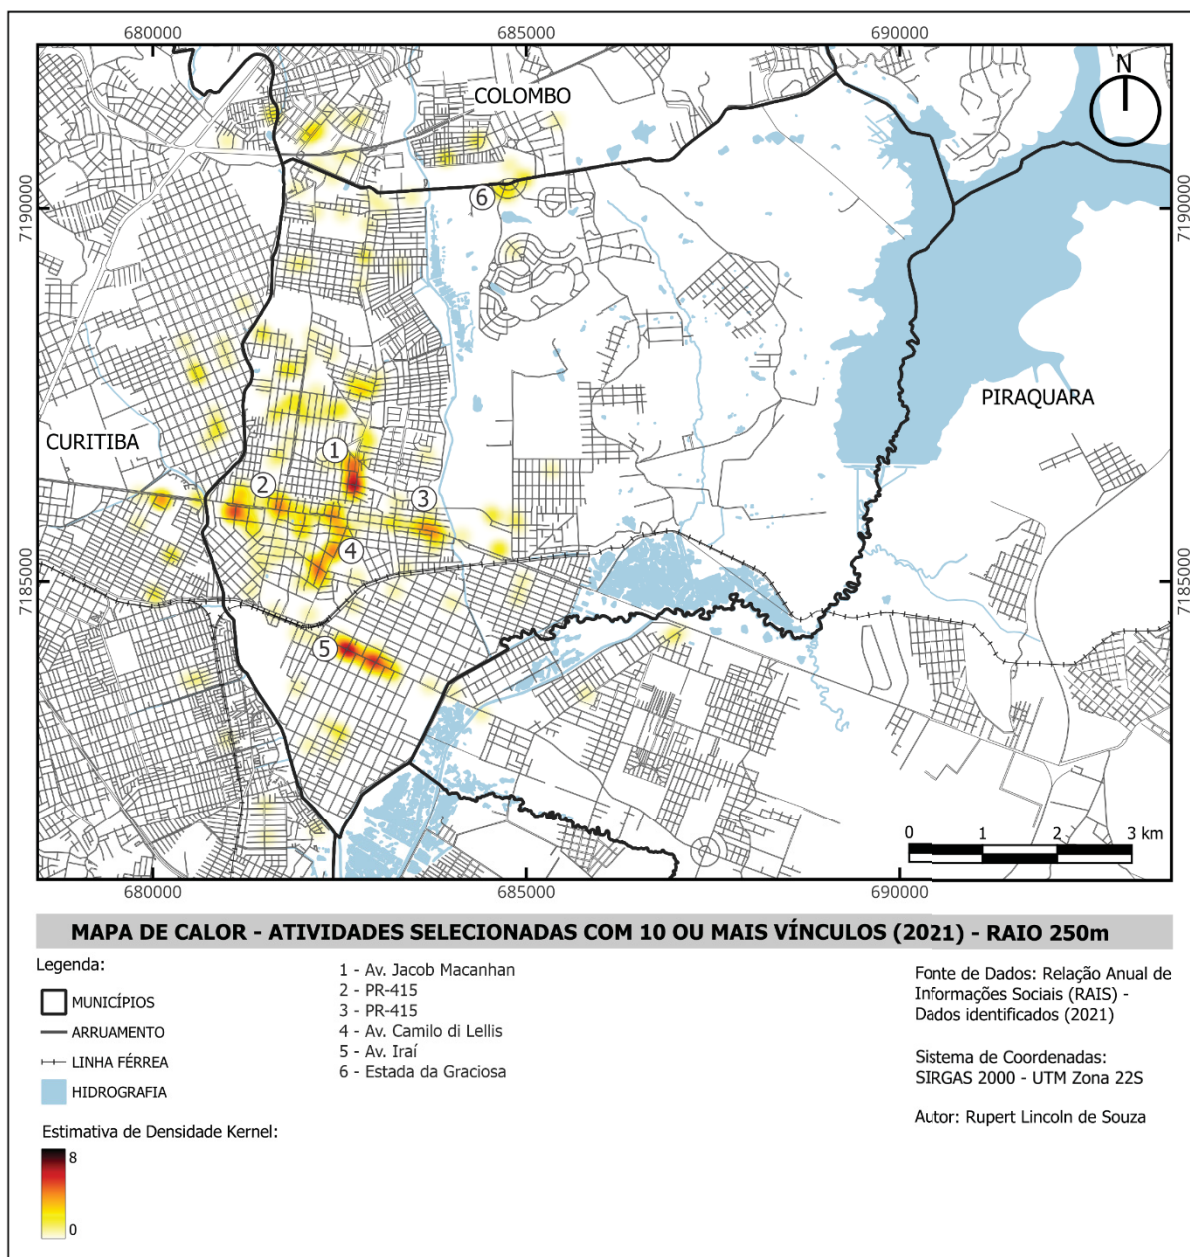 680000
685000
690000
N
COLOMBO
7190000
7190000
6
PIRAQUARA
CURITIBA
1
2
3
4
7185000
7185000
5
0 1 2 3 km
680000
685000
690000
MAPA DE CALOR - ATIVIDADES SELECIONADAS COM 10 OU MAIS VÍNCULOS (2021) - RAIO 250m
Legenda:
MUNICÍPIOS
ARRUAMENTO
LINHA FÉRREA
HIDROGRAFIA
Estimativa de Densidade Kernel:
8
0
1 - Av. Jacob Macanhan
2 - PR-415
3 - PR-415
4 - Av. Camilo di Lellis
5 - Av. Iraí
6 - Estada da Graciosa
Fonte de Dados: Relação Anual de
Informações Sociais (RAIS) -
Dados identificados (2021)
Sistema de Coordenadas:
SIRGAS 2000 - UTM Zona 22S
Autor: Rupert Lincoln de Souza